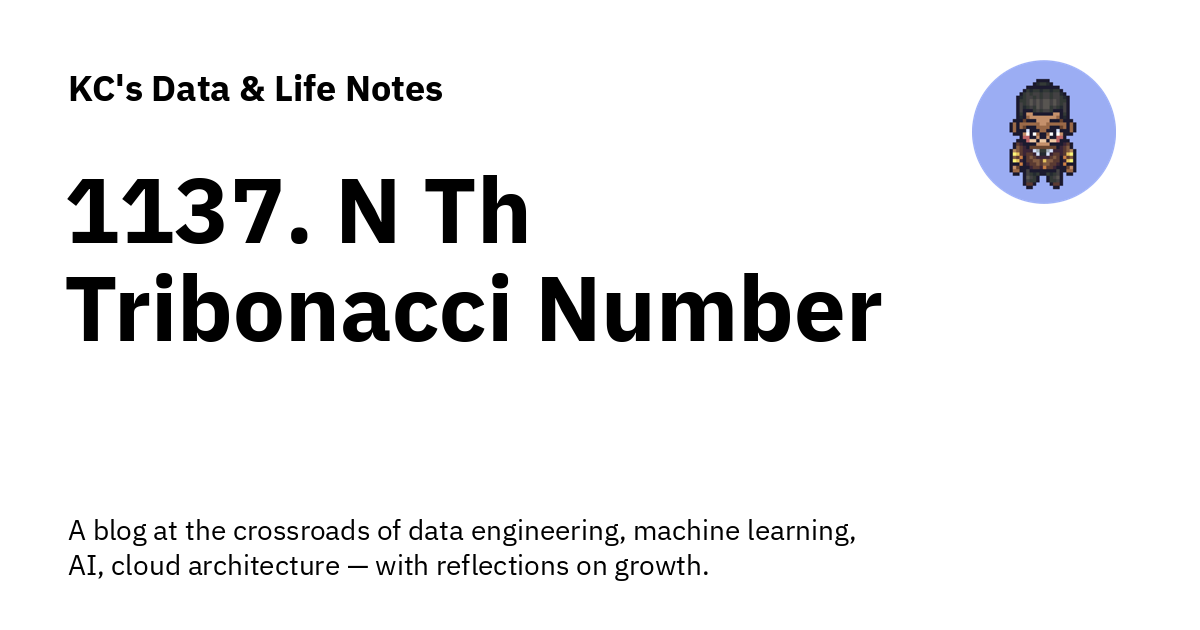 KC's Data & Life Notes
1137. N Th
Tribonacci Number
A blog at the crossroads of data engineering, machine learning,
AI, cloud architecture — with reflections on growth.